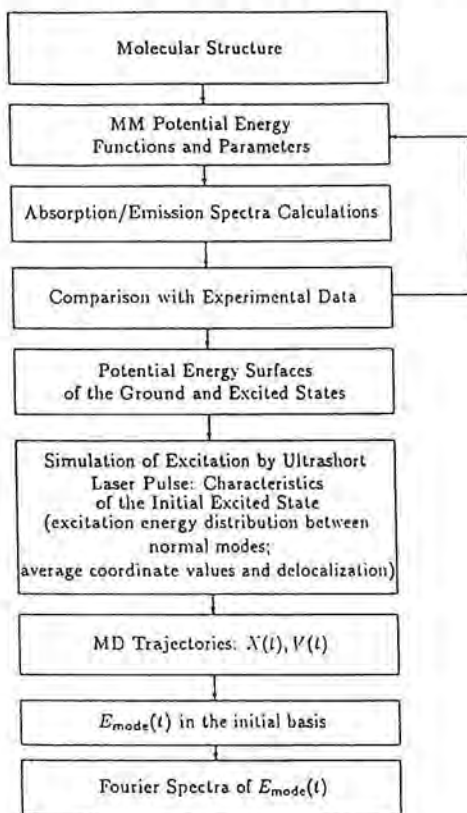 Molecular Structure
MM Potential Energy
Functions and Parameters
Absorption/Emission Spectra Calculations
Comparison with Experimental Data
Potential Energy Surfaces
of the Ground and Excited States
Simulation of Excitation by Ultrashort
Laser Pulse: Characteristics
of the Initial Excited State
(excitation energy distribution between
normal modes;
average coordinate values and delocalization)
MD Trajectories: X(t), V(t)
E_mode(t) in the initial basis
Fourier Spectra of E_mode(t)